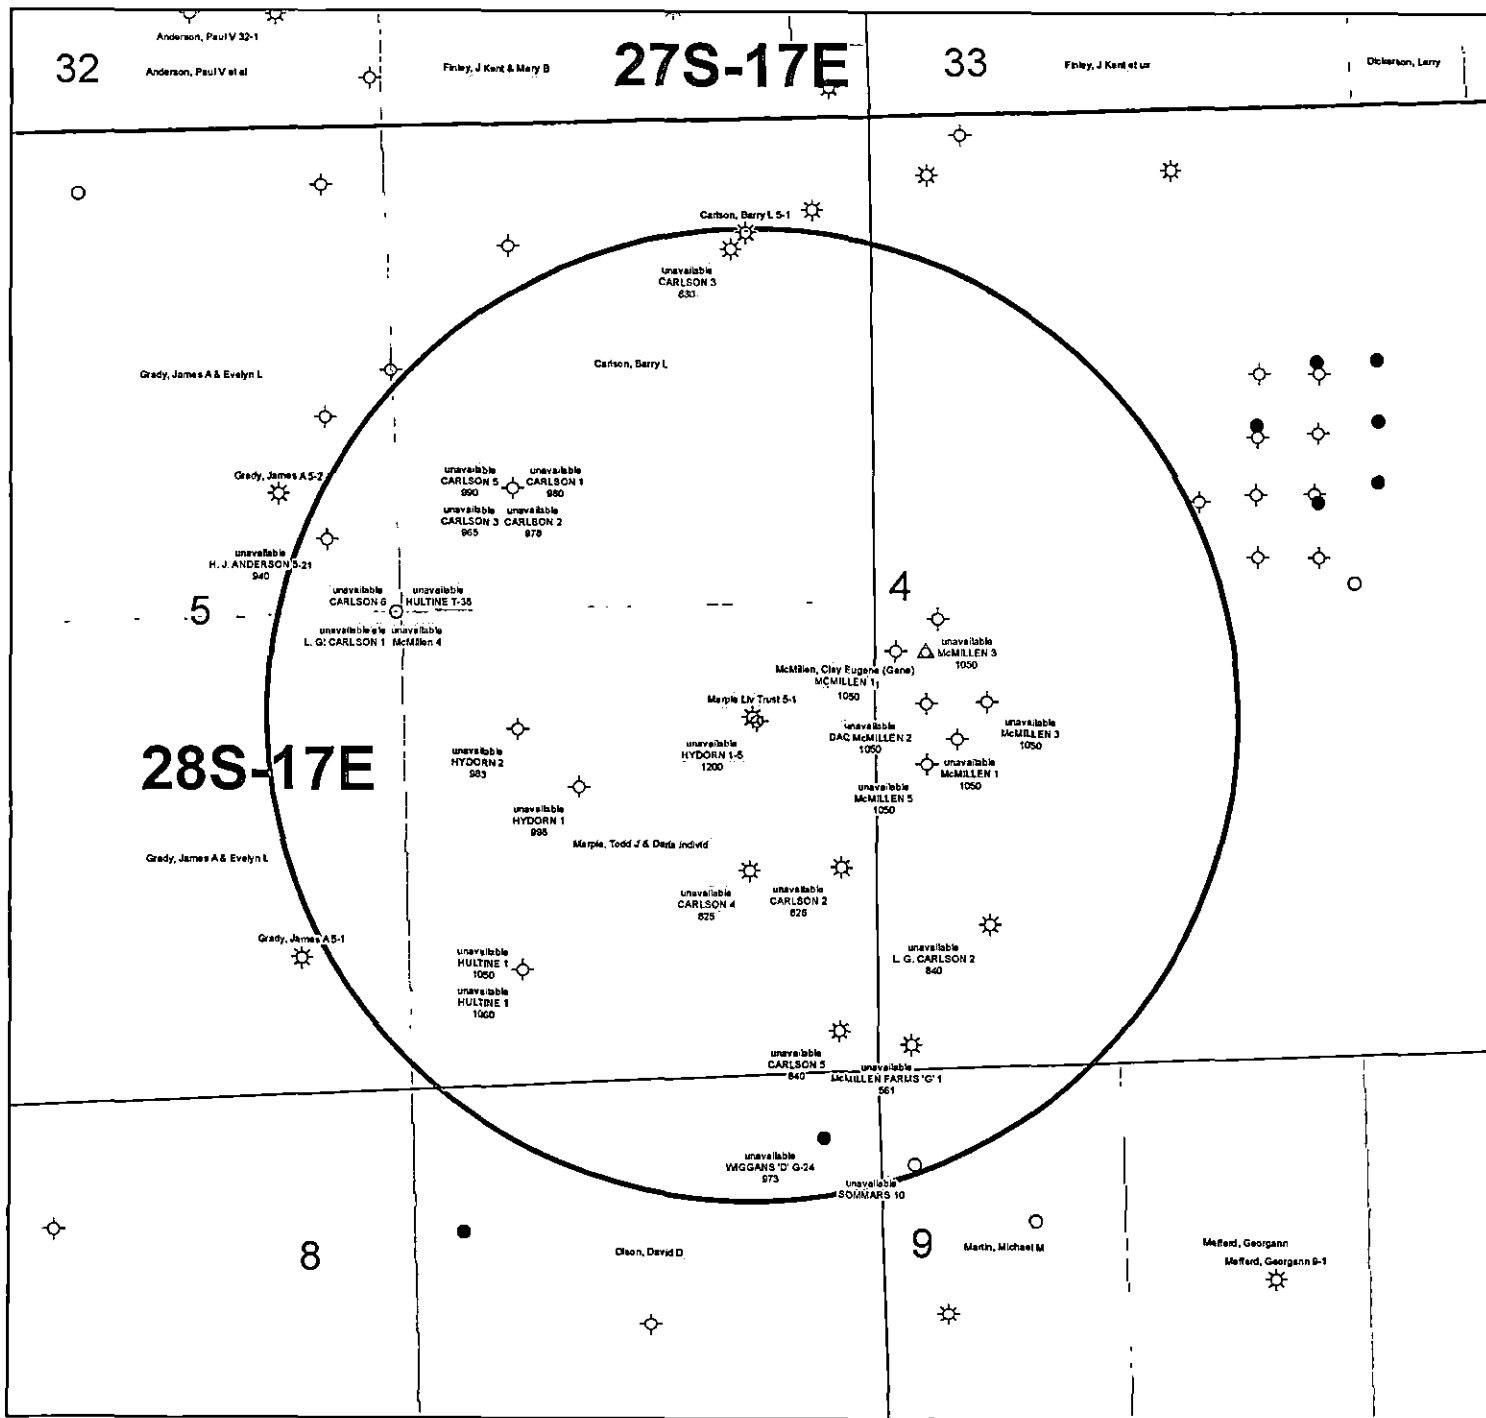 Anderson, Paul V 32-1
32
Anderson, Paul V et al
Finley, J Kent & Mary B
27S-17E
33
Finley, J Kent et ux
Dickerson, Larry
Carlson, Barry L 5-1
unavailable
CARLSON 3
830
Grady, James A & Evelyn L
Carlson, Barry L
Grady, James A 5-2
unavailable
CARLSON 5
990
unavailable
CARLSON 1
980
unavailable
CARLSON 3
965
unavailable
CARLSON 2
978
unavailable
H. J. ANDERSON 5-21
940
5
unavailable
CARLSON 6
unavailable
HULTINE T-38
L. G. CARLSON 1
unavailable
McMillen 4
4
unavailable
McMILLEN 3
1050
McMillen, Clay Eugene (Gene)
MCMILLEN 1
1050
Marple Liv Trust 5-1
unavailable
HYDORN 1-5
1200
unavailable
DAC McMILLEN 2
1050
unavailable
McMILLEN 3
1050
unavailable
McMILLEN 1
1050
unavailable
McMILLEN 5
1050
28S-17E
unavailable
HYDORN 2
983
unavailable
HYDORN 1
998
Marple, Todd J & Darla Individ
Grady, James A & Evelyn L
unavailable
CARLSON 4
825
unavailable
CARLSON 2
826
Grady, James A 5-1
unavailable
HULTINE 1
1050
unavailable
HULTINE 1
1060
unavailable
L. G. CARLSON 2
840
unavailable
CARLSON 5
840
unavailable
McMILLEN FARMS 'G' 1
561
unavailable
WIGGANS 'D' G-24
973
unavailable
SOMMARS 10
8
Olson, David D
9
Martin, Michael M
Mefferd, Georgann
Mefferd, Georgann 9-1